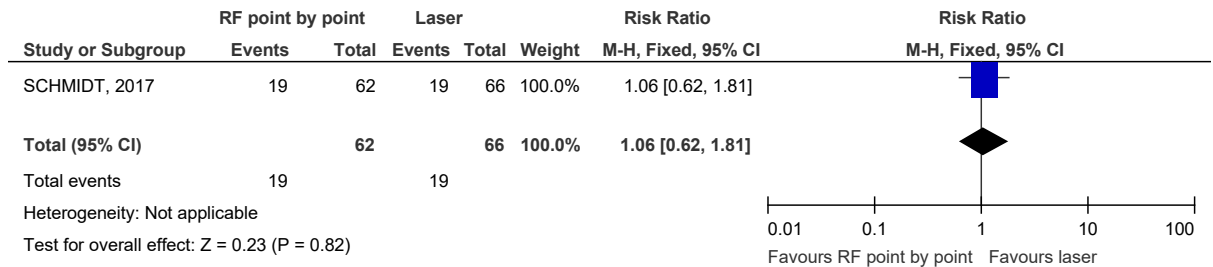 RF point by point Laser Risk Ratio Risk Ratio
Study or Subgroup Events Total Events Total Weight M-H, Fixed, 95% CI M-H, Fixed, 95% CI
SCHMIDT, 2017 19 62 19 66 100.0% 1.06 [0.62, 1.81]
Total (95% CI) 62 66 100.0% 1.06 [0.62, 1.81]
Total events 19 19
Heterogeneity: Not applicable
Test for overall effect: Z = 0.23 (P = 0.82)
0.01 0.1 1 10 100
Favours RF point by point Favours laser